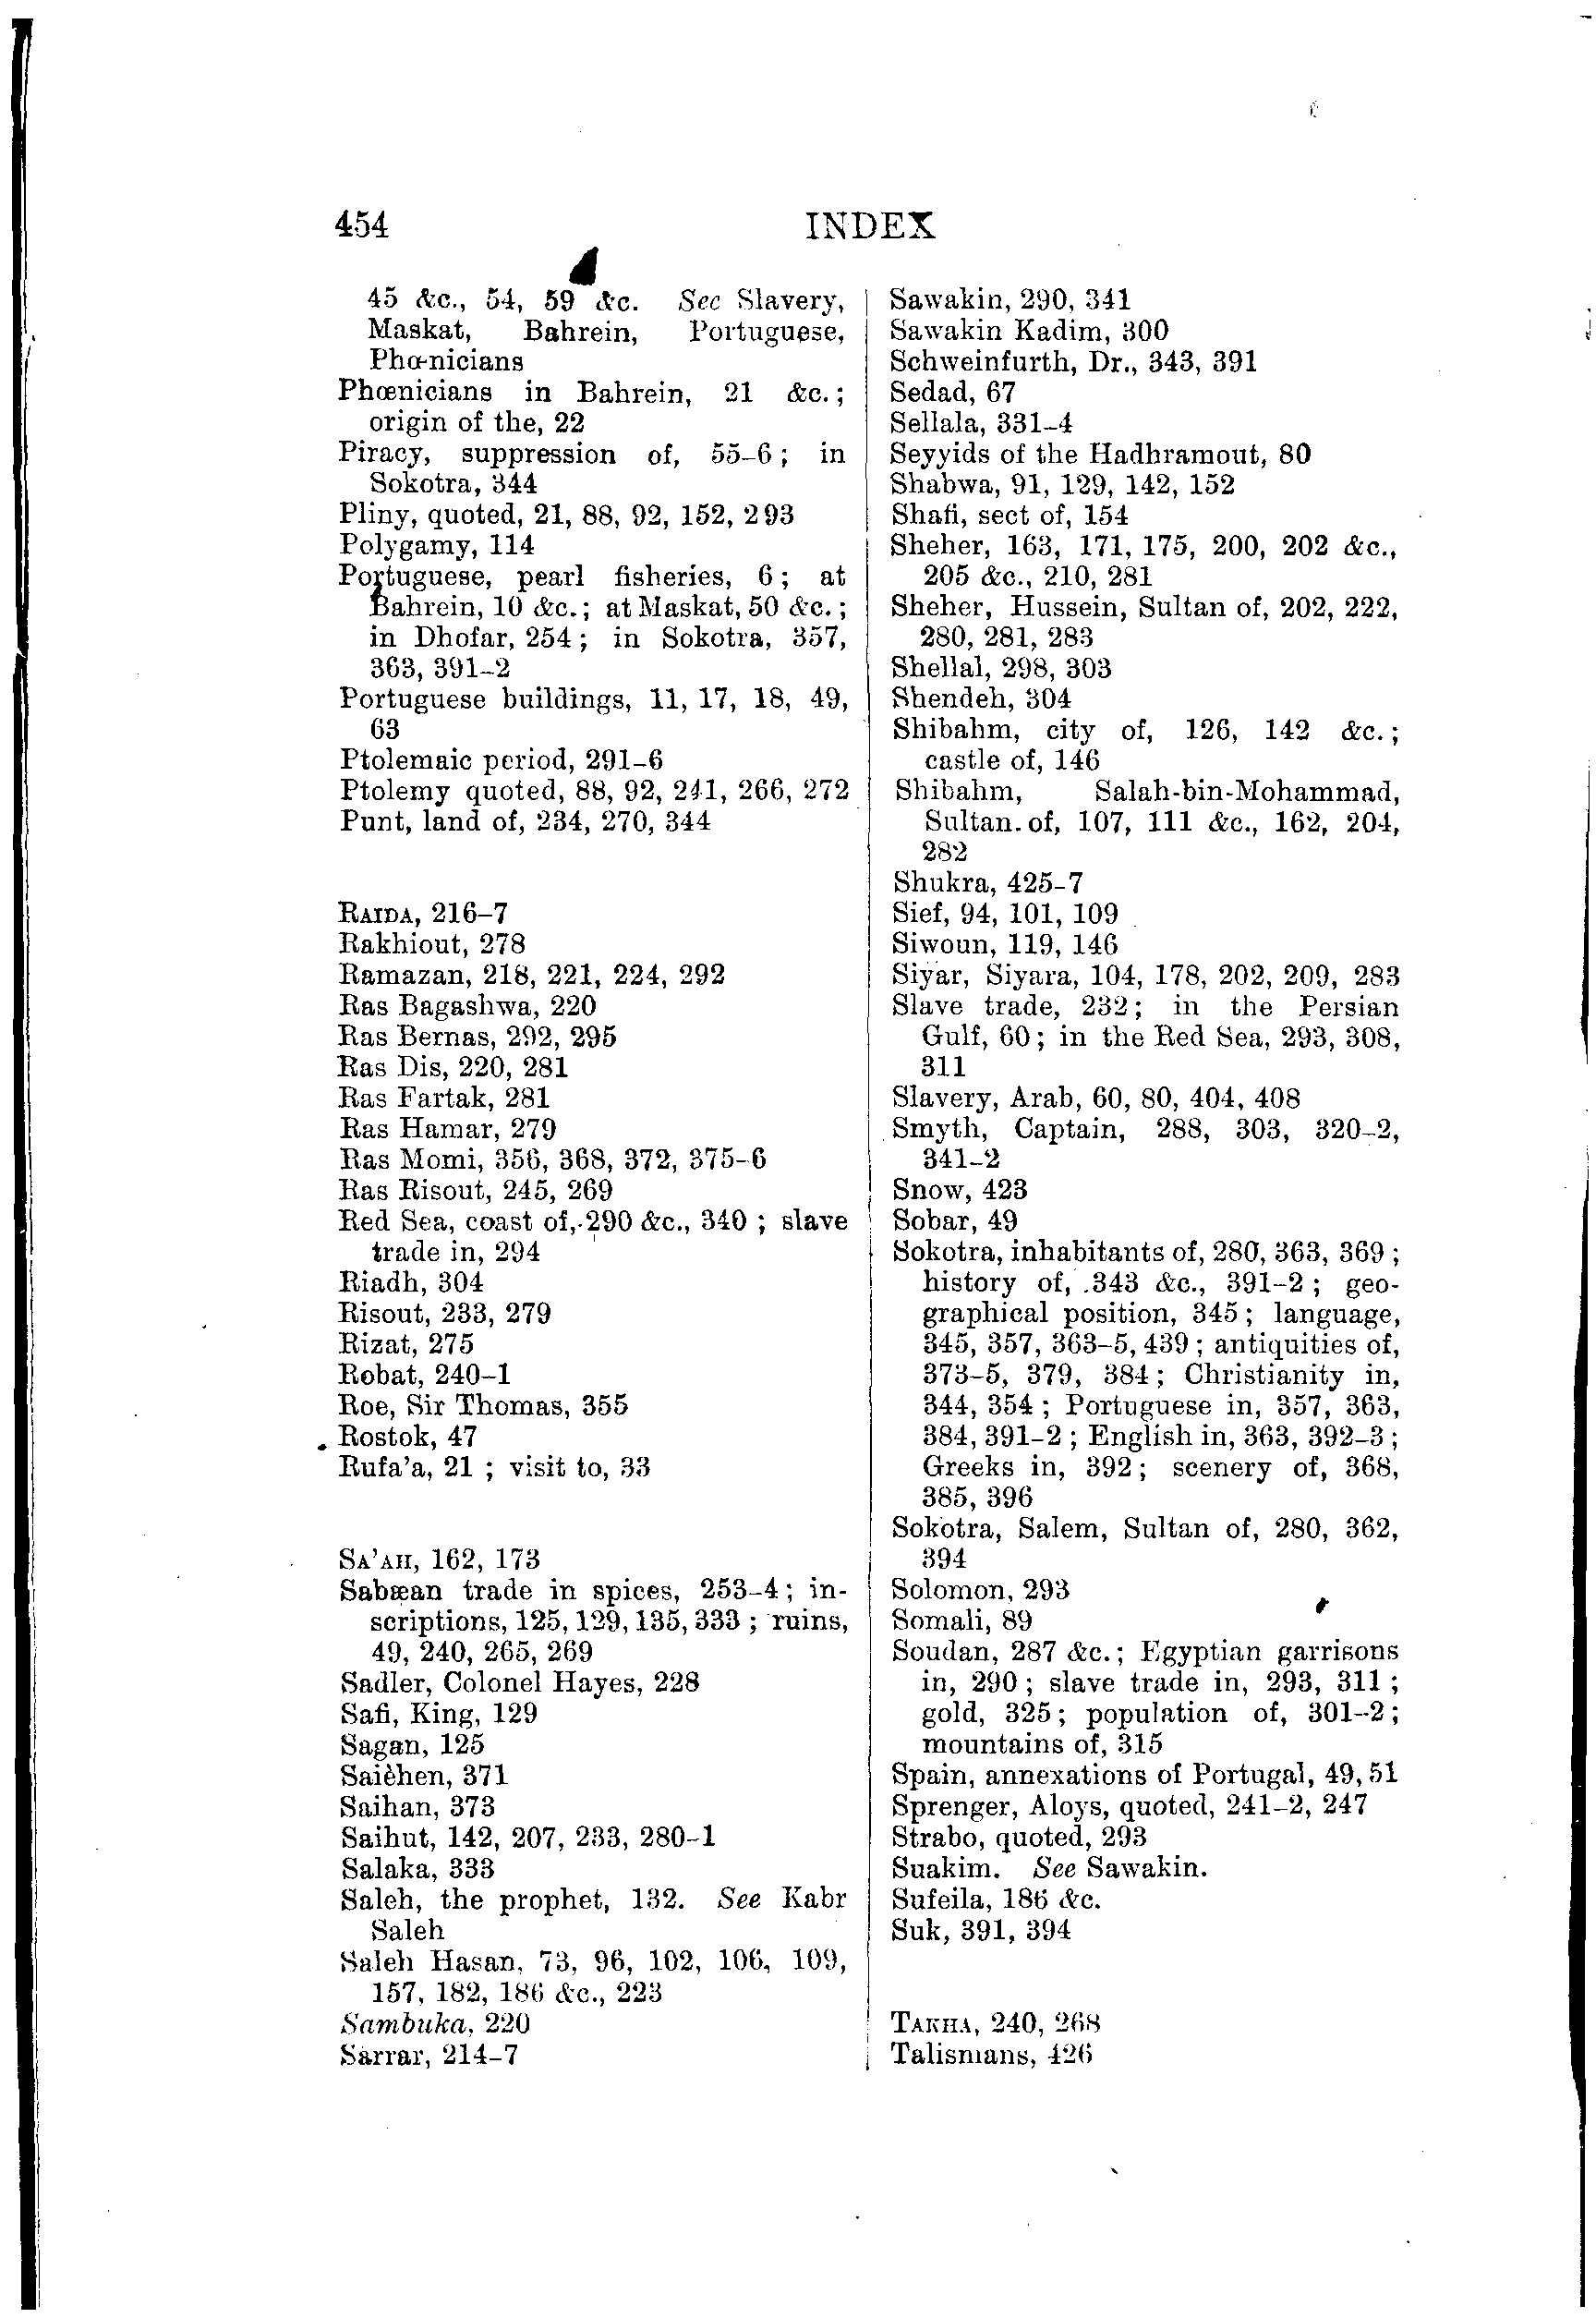 454 INDEX
45 &c., 54, 59 &c. See Slavery,
Maskat, Bahrein, Portuguese,
Phœnicians
Phœnicians in Bahrein, 21 &c.;
origin of the, 22
Piracy, suppression of, 55-6; in
Sokotra, 344
Pliny, quoted, 21, 88, 92, 152, 293
Polygamy, 114
Portuguese, pearl fisheries, 6; at
Bahrein, 10 &c.; at Maskat, 50 &c.;
in Dhofar, 254; in Sokotra, 357,
363, 391-2
Portuguese buildings, 11, 17, 18, 49,
63
Ptolemaic period, 291-6
Ptolemy quoted, 88, 92, 241, 266, 272
Punt, land of, 234, 270, 344
RAIDA, 216-7
Rakhiout, 278
Ramazan, 218, 221, 224, 292
Ras Bagashwa, 220
Ras Bernas, 292, 295
Ras Dis, 220, 281
Ras Fartak, 281
Ras Hamar, 279
Ras Momi, 356, 368, 372, 375-6
Ras Risout, 245, 269
Red Sea, coast of, 290 &c., 340; slave
trade in, 294
Riadh, 304
Risout, 233, 279
Rizat, 275
Robat, 240-1
Roe, Sir Thomas, 355
Rostok, 47
Rufa'a, 21; visit to, 33
SA'AH, 162, 173
Sabæan trade in spices, 253-4; in-
scriptions, 125, 129, 135, 333; ruins,
49, 240, 265, 269
Sadler, Colonel Hayes, 228
Safi, King, 129
Sagan, 125
Saièhen, 371
Saihan, 373
Saihut, 142, 207, 233, 280-1
Salaka, 333
Saleh, the prophet, 132. See Kabr
Saleh
Saleh Hasan, 73, 96, 102, 106, 109,
157, 182, 186 &c., 223
Sambuka, 220
Sarrar, 214-7
Sawakin, 290, 341
Sawakin Kadim, 300
Schweinfurth, Dr., 343, 391
Sedad, 67
Sellala, 331-4
Seyyids of the Hadhramout, 80
Shabwa, 91, 129, 142, 152
Shafi, sect of, 154
Sheher, 163, 171, 175, 200, 202 &c.,
205 &c., 210, 281
Sheher, Hussein, Sultan of, 202, 222,
280, 281, 283
Shellal, 298, 303
Shendeh, 304
Shibahm, city of, 126, 142 &c.;
castle of, 146
Shibahm, Salah-bin-Mohammad,
Sultan of, 107, 111 &c., 162, 204,
282
Shukra, 425-7
Sief, 94, 101, 109
Siwoun, 119, 146
Siyar, Siyara, 104, 178, 202, 209, 283
Slave trade, 232; in the Persian
Gulf, 60; in the Red Sea, 293, 308,
311
Slavery, Arab, 60, 80, 404, 408
Smyth, Captain, 288, 303, 320-2,
341-2
Snow, 423
Sobar, 49
Sokotra, inhabitants of, 280, 363, 369;
history of, 343 &c., 391-2; geo-
graphical position, 345; language,
345, 357, 363-5, 439; antiquities of,
373-5, 379, 384; Christianity in,
344, 354; Portuguese in, 357, 363,
384, 391-2; English in, 363, 392-3;
Greeks in, 392; scenery of, 368,
385, 396
Sokotra, Salem, Sultan of, 280, 362,
394
Solomon, 293
Somali, 89
Soudan, 287 &c.; Egyptian garrisons
in, 290; slave trade in, 293, 311;
gold, 325; population of, 301-2;
mountains of, 315
Spain, annexations of Portugal, 49, 51
Sprenger, Aloys, quoted, 241-2, 247
Strabo, quoted, 293
Suakim. See Sawakin.
Sufeila, 186 &c.
Suk, 391, 394
TAKHA, 240, 268
Talismans, 426